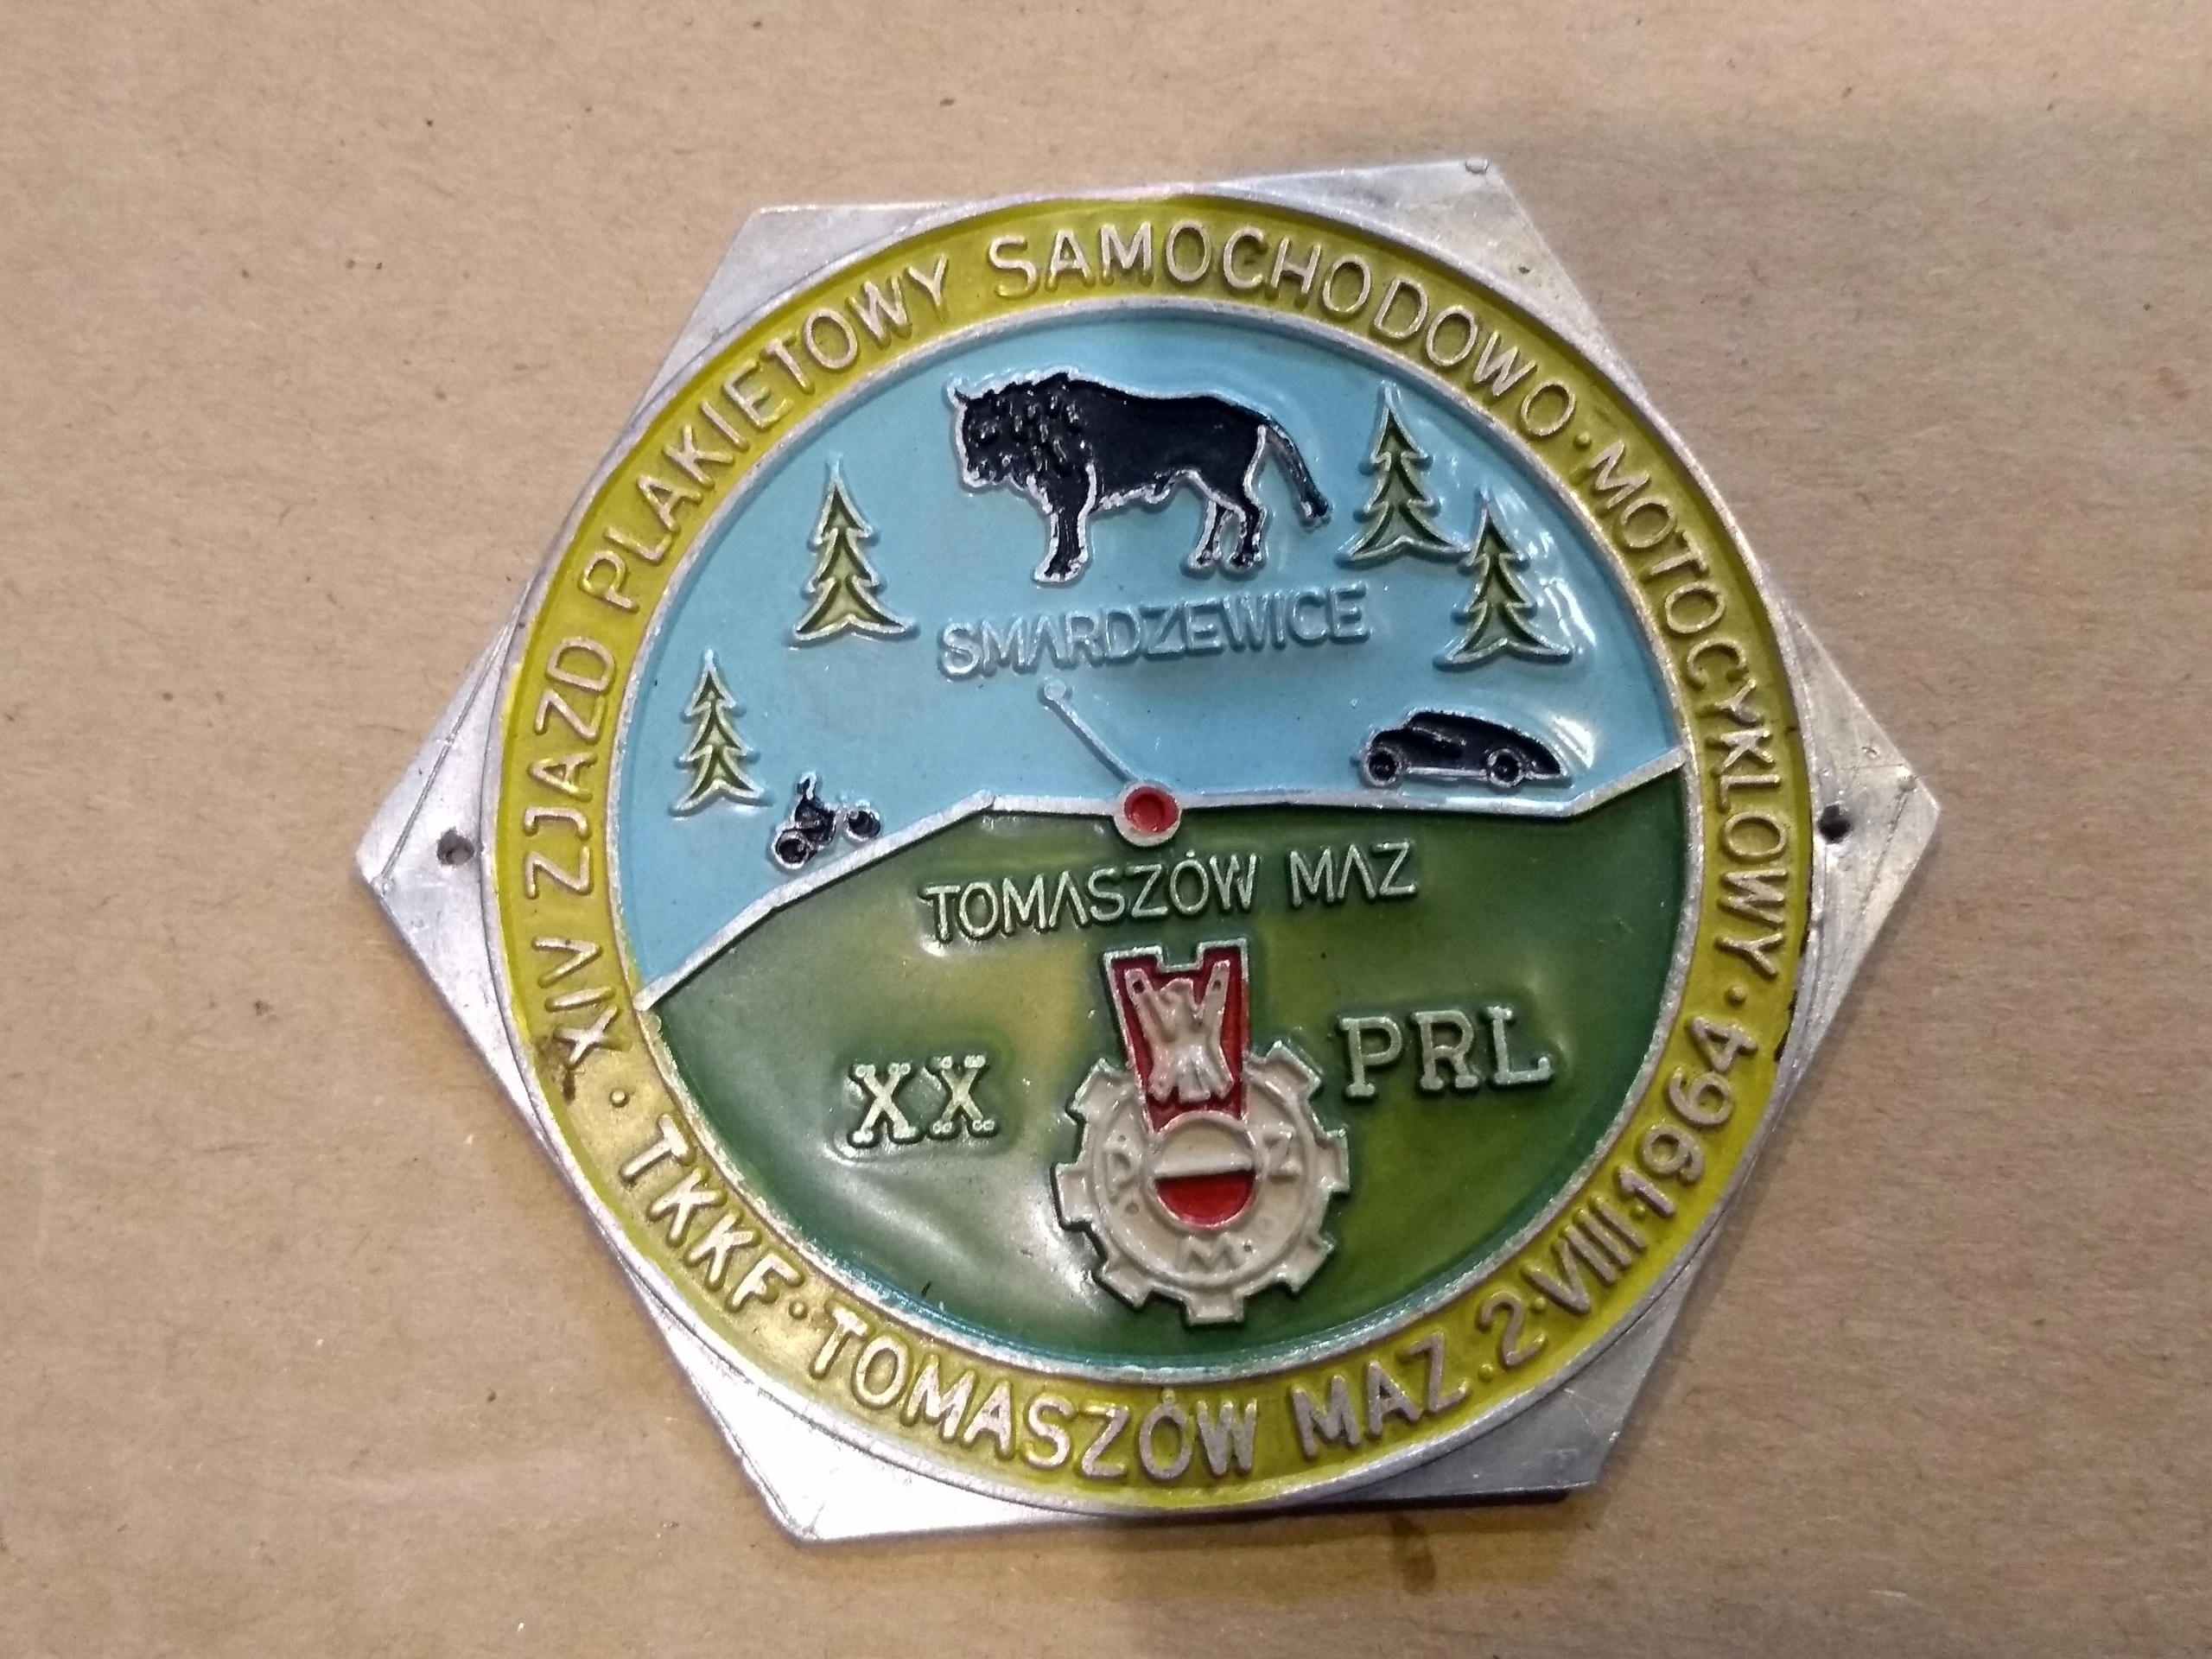 XIV ZJAZD PLAKIETOWY SAMOCHODOWO · MOTOCYKLOWY ·
· TKKF · TOMASZÓW MAZ. 2 · VIII · 1964
SMARDZEWICE
TOMASZÓW MAZ
XX PRL
Z
M.